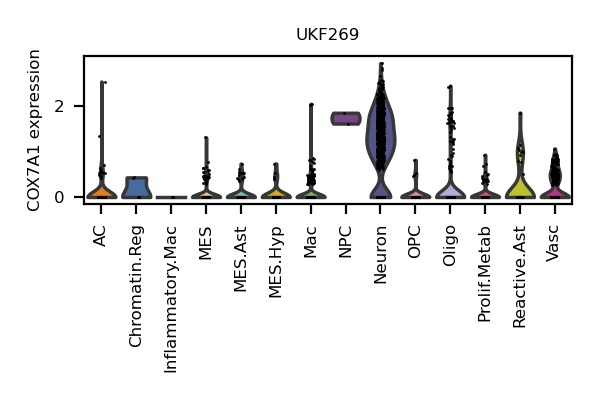 UKF269
COX7A1 expression
2
0
AC
Chromatin.Reg
Inflammatory.Mac
MES
MES.Ast
MES.Hyp
Mac
NPC
Neuron
OPC
Oligo
Prolif.Metab
Reactive.Ast
Vasc